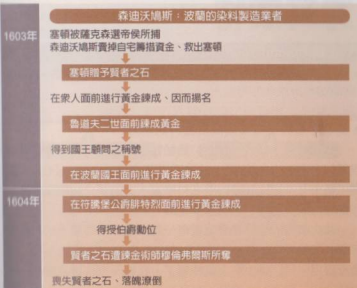 森迪沃鳩斯：波蘭的染料製造業者
1603年
塞頓被薩克森選帝侯所捕
森迪沃鳩斯賣掉自宅籌措資金、救出塞頓
塞頓贈予賢者之石
在眾人面前進行黃金鍊成、因而揚名
魯道夫二世面前鍊成黃金
得到國王顧問之稱號
在波蘭國王面前進行黃金鍊成
1604年
在符騰堡公爵腓特烈面前進行黃金鍊成
得授伯爵勳位
賢者之石遭鍊金術師穆倫弗爾斯所奪
喪失賢者之石、落魄潦倒